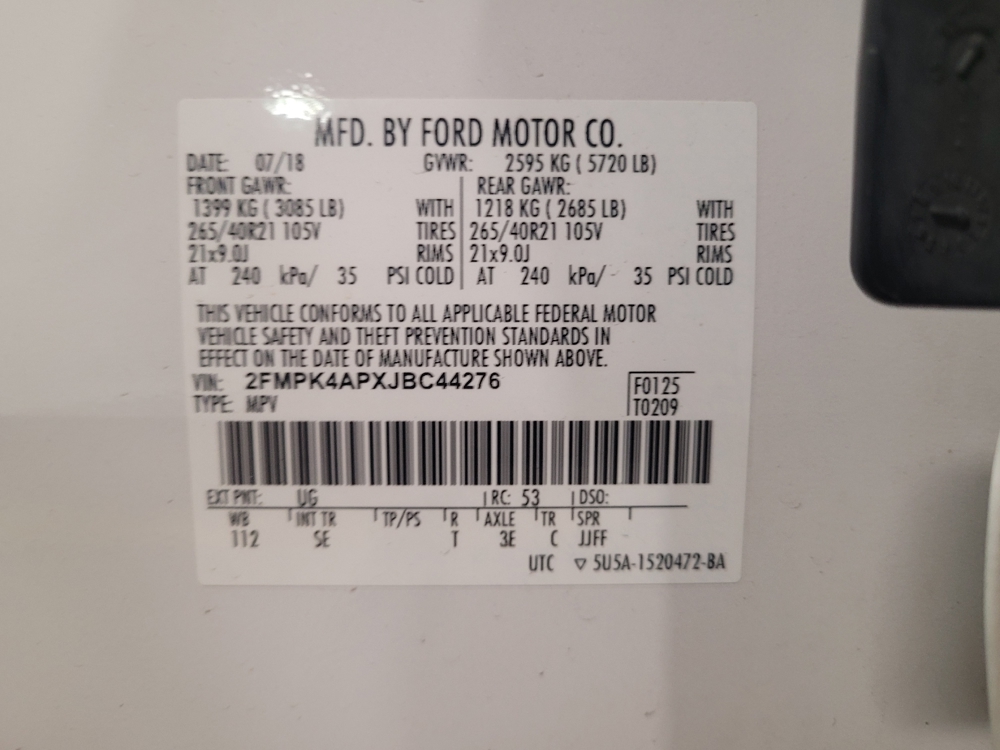 MFD. BY FORD MOTOR CO.
DATE: 07/18 GVWR: 2595 KG ( 5720 LB)
FRONT GAWR: REAR GAWR:
1399 KG ( 3085 LB) WITH 1218 KG ( 2685 LB) WITH
265/40R21 105V TIRES 265/40R21 105V TIRES
21x9.0J RIMS 21x9.0J RIMS
AT 240 kPa/ 35 PSI COLD AT 240 kPa/ 35 PSI COLD
THIS VEHICLE CONFORMS TO ALL APPLICABLE FEDERAL MOTOR
VEHICLE SAFETY AND THEFT PREVENTION STANDARDS IN
EFFECT ON THE DATE OF MANUFACTURE SHOWN ABOVE.
VIN: 2FMPK4APXJBC44276 F0125
TYPE: MPV T0209
EXT PNT: UG RC: 53 DSO:
WB INT TR TP/PS R AXLE TR SPR
112 SE T 3E C JJFF
UTC ▽ 5U5A-1520472-BA